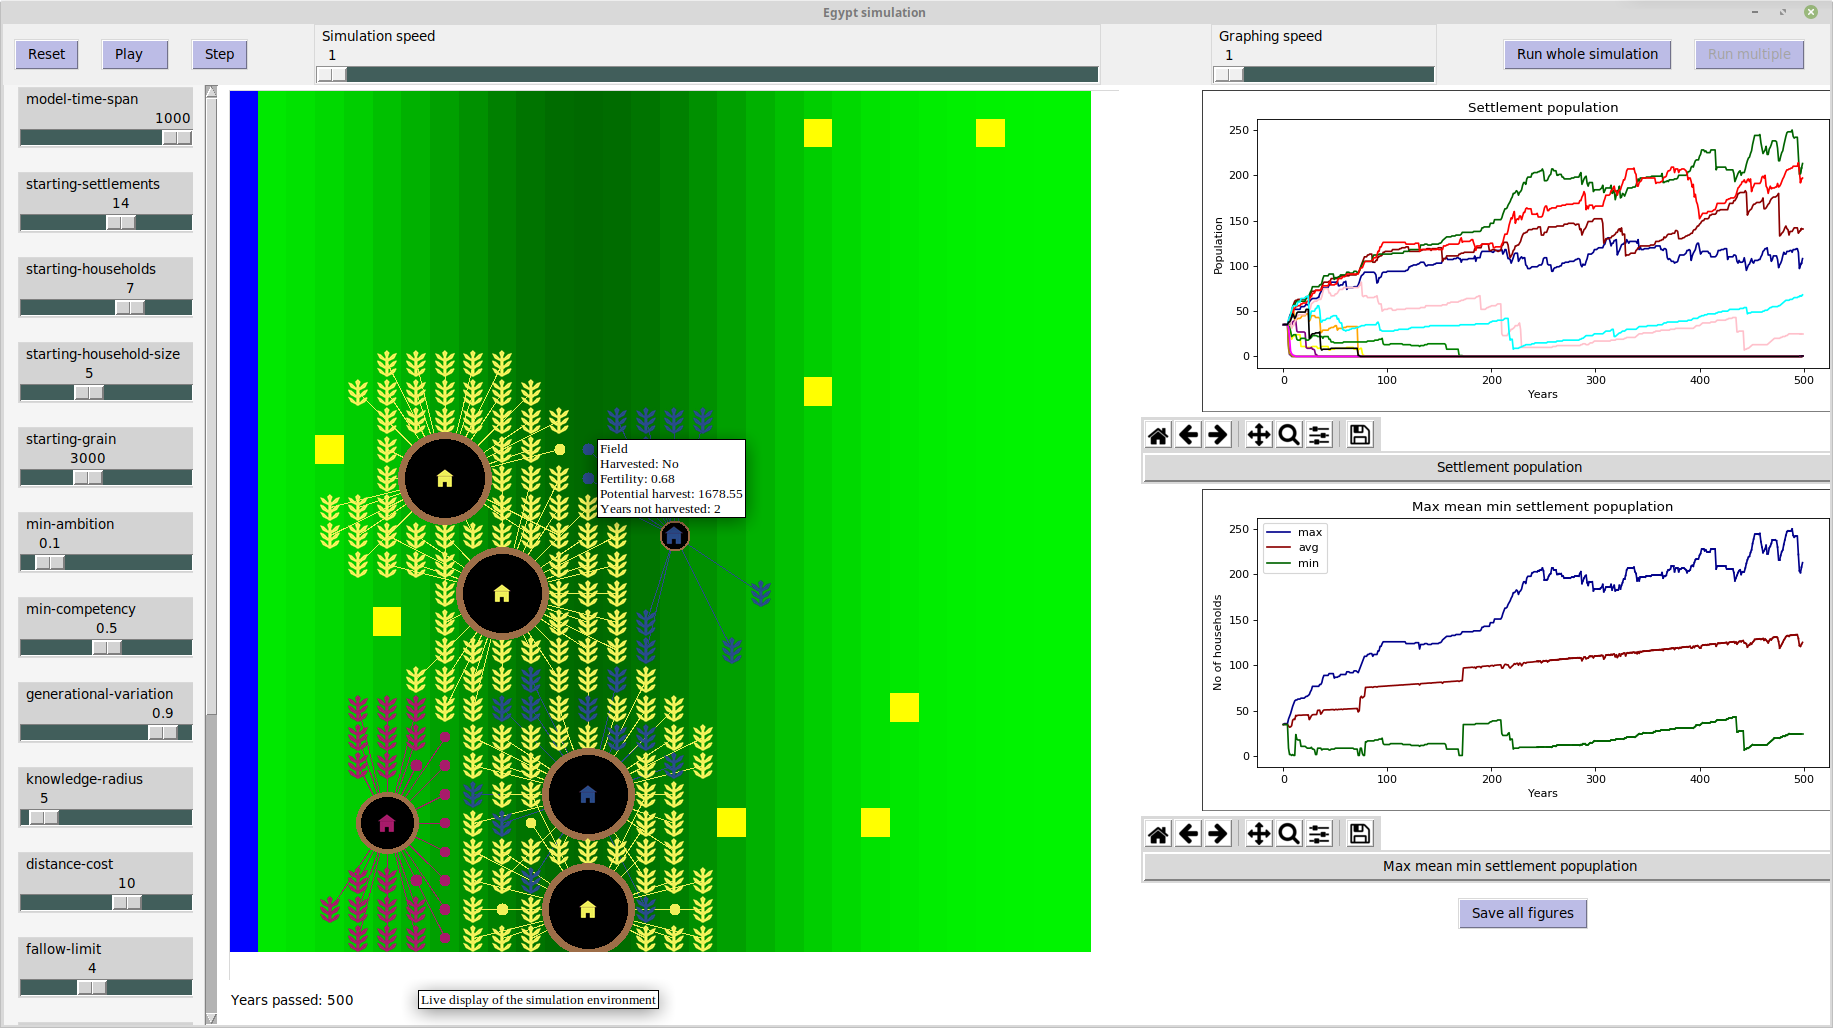 Egypt simulation
Reset
Play
Step
Simulation speed
1
Graphing speed
1
Run whole simulation
Run multiple
model-time-span
1000
starting-settlements
14
starting-households
7
starting-household-size
5
starting-grain
3000
min-ambition
0.1
min-competency
0.5
generational-variation
0.9
knowledge-radius
5
distance-cost
10
fallow-limit
4
Field
Harvested: No
Fertility: 0.68
Potential harvest: 1678.55
Years not harvested: 2
Years passed: 500
Live display of the simulation environment
Settlement population
250
200
150
100
50
0
Population
0 100 200 300 400 500
Years
Settlement population
Max mean min settlement popuplation
max
avg
min
250
200
150
100
50
0
No of households
0 100 200 300 400 500
Years
Max mean min settlement popuplation
Save all figures